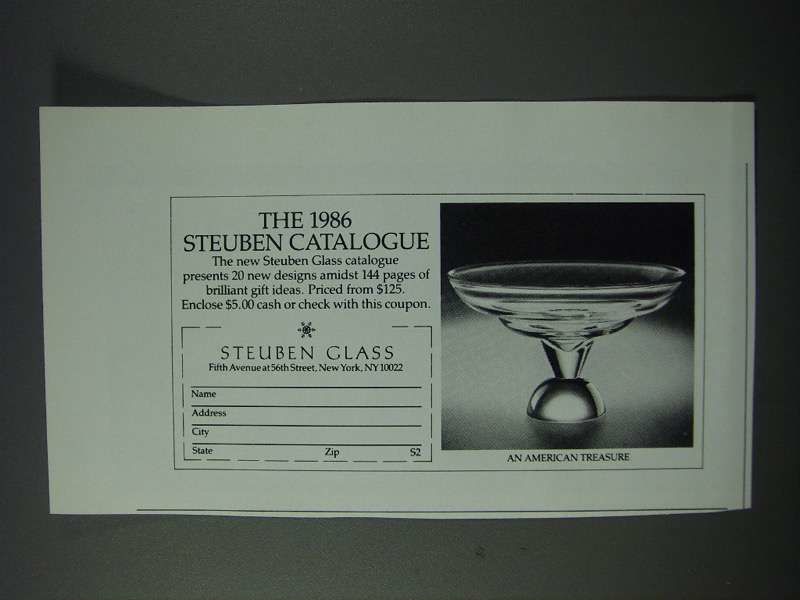 THE 1986
STEUBEN CATALOGUE
The new Steuben Glass catalogue
presents 20 new designs amidst 144 pages of
brilliant gift ideas. Priced from $125.
Enclose $5.00 cash or check with this coupon.
STEUBEN GLASS
Fifth Avenue at 56th Street, New York, NY 10022
Name
Address
City
State Zip S2
AN AMERICAN TREASURE